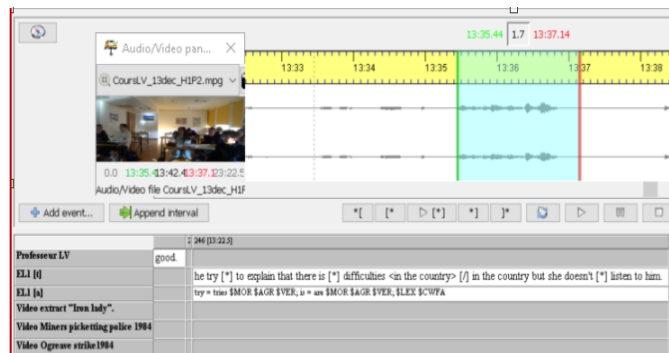 13:35.44 1.7 13:37.14
Audio/Video pan...
13:33 13:34 13:35 13:36 13:37 13:38
CoursLV_13dec_H1P2.mpg
0.0 13:35.4 13:42.4 13:37.1 23:22.5
Audio/Video file CoursLV_13dec_H1P
Add event... Append interval *[ [* [*] *] ]*
246 [13:22.5]
Professeur LV good.
EL1 [t] he try [*] to explain that there is [*] difficulties <in the country> [/] in the country but she doesn't [*] listen to him.
EL1 [a] try = tries $MOR $AGR $VER; is = are $MOR $AGR $VER; $LEX $CWFA
Video extract "Iron lady".
Video Miners picketting police 1984
Video Ogreave strike1984